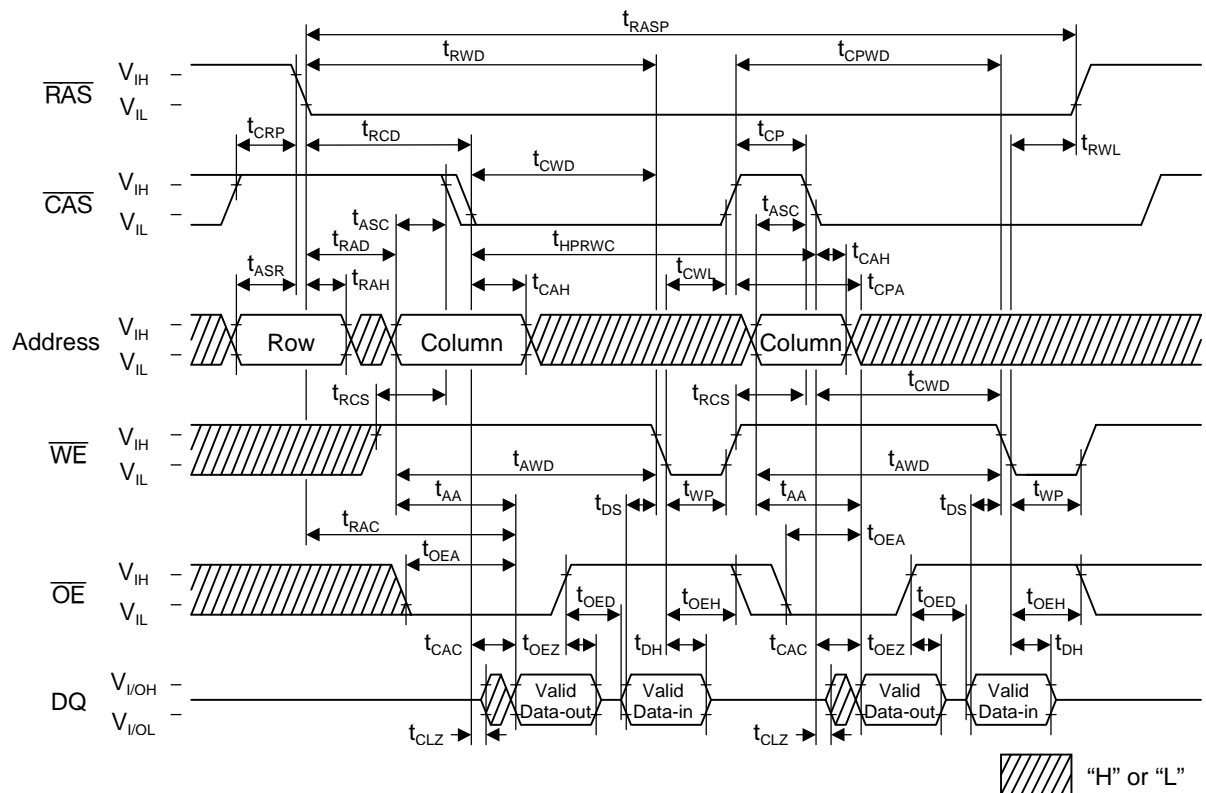 tRASP
tRWD
tCPWD
RAS
VIH
VIL
tCRP
tRCD
tCP
tRWL
tCWD
CAS
VIH
VIL
tASC
tASC
tRAD
tHPRWC
tCAH
tASR
tRAH
tCAH
tCWL
tCPA
Address
VIH
VIL
Row
Column
Column
tRCS
tRCS
tCWD
WE
VIH
VIL
tAWD
tAWD
tAA
tDS
tWP
tAA
tDS
tWP
tRAC
tOEA
tOEA
OE
VIH
VIL
tOED
tOEH
tOED
tOEH
tCAC
tOEZ
tDH
tCAC
tOEZ
tDH
DQ
VI/OH
VI/OL
Valid
Data-out
Valid
Data-in
Valid
Data-out
Valid
Data-in
tCLZ
tCLZ
“H” or “L”